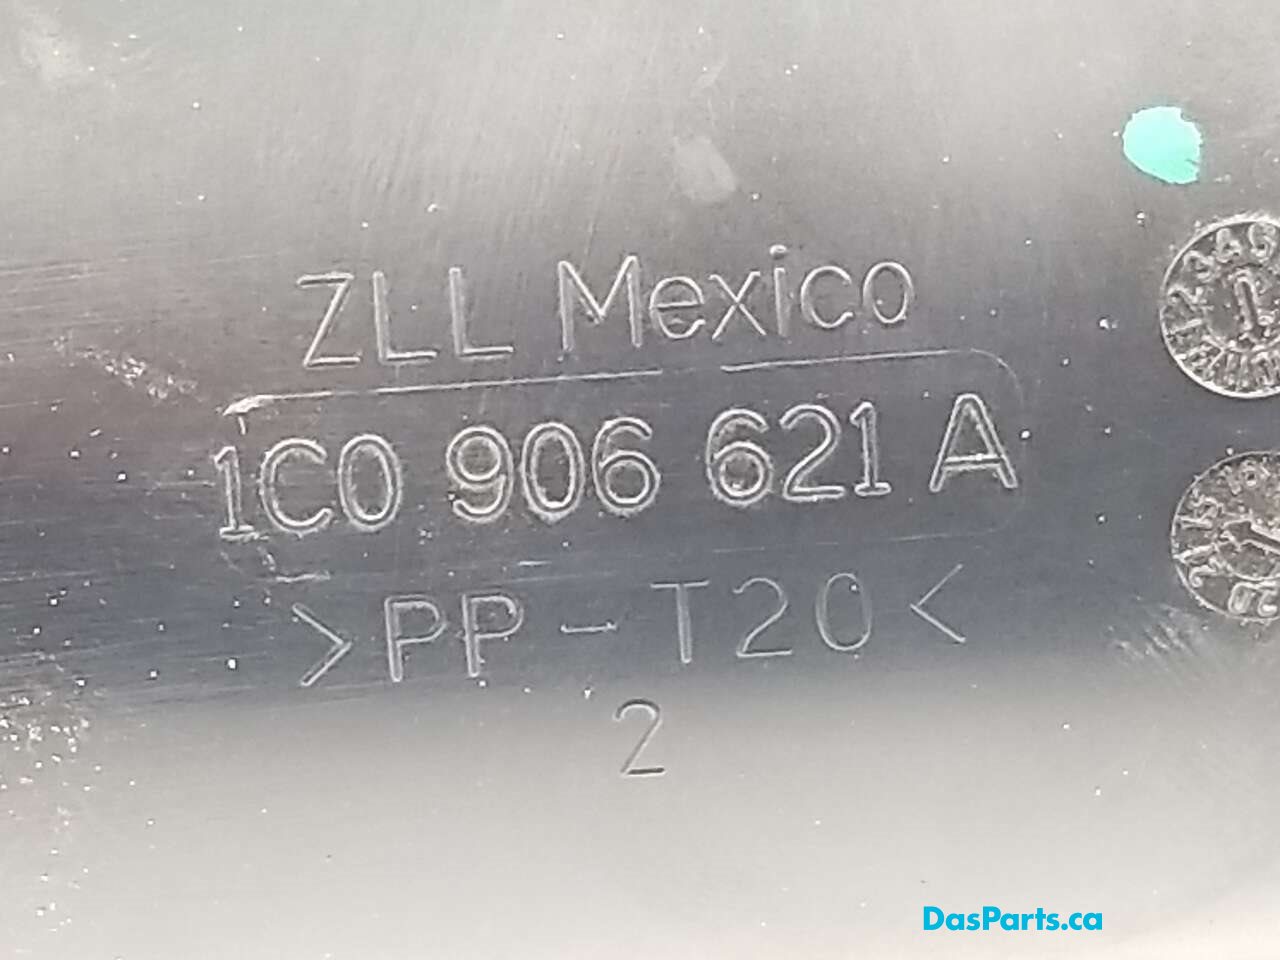 ZLL Mexico
1C0 906 621 A
>PP-T20<
2
DasParts.ca